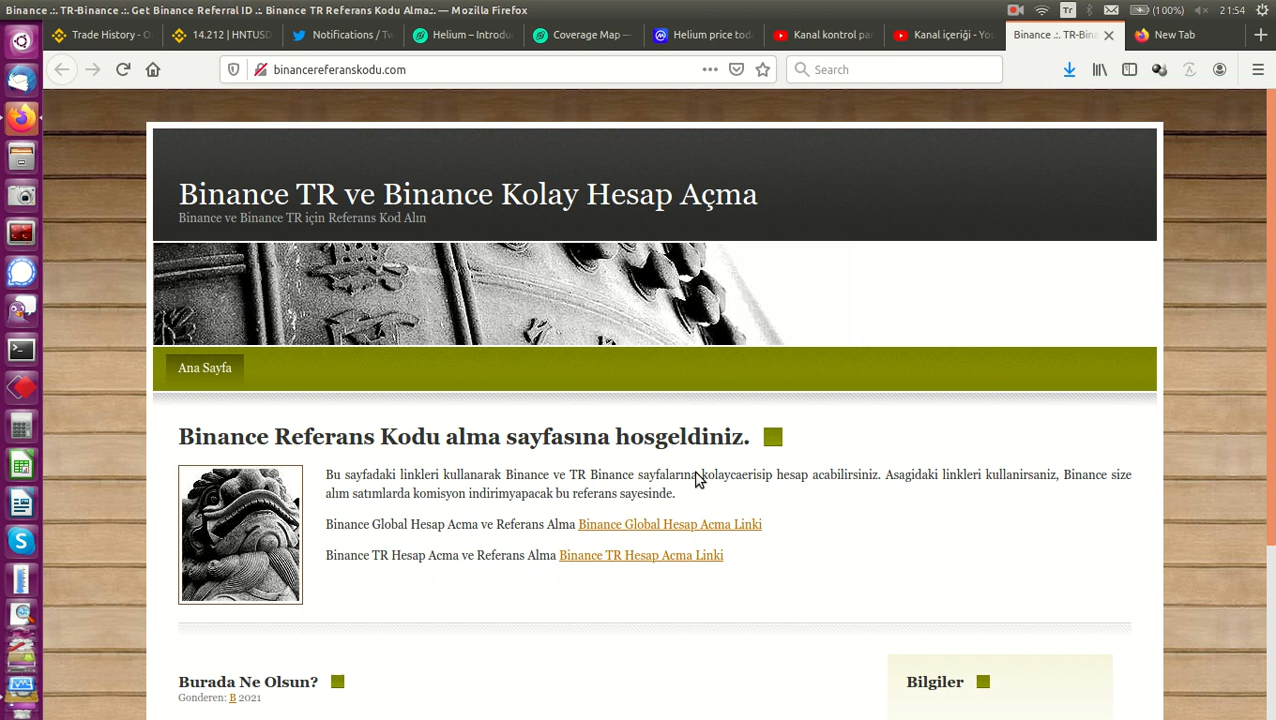 Binance .:. TR-Binance .:. Get Binance Referral ID .:. Binance TR Referans Kodu Alma:.. — Mozilla Firefox
Tr
(100%)
21:54
Trade History - O
14.212 | HNTUSD
Notifications / Tw
Helium – Introdu
Coverage Map —
Helium price toda
Kanal kontrol pa
Kanal içeriği - Yo
Binance .:. TR-Bina
New Tab
binancereferanskodu.com
Search
Binance TR ve Binance Kolay Hesap Açma
Binance ve Binance TR için Referans Kod Alın
Ana Sayfa
Binance Referans Kodu alma sayfasına hosgeldiniz.
Bu sayfadaki linkleri kullanarak Binance ve TR Binance sayfalarına kolaycaerisip hesap acabilirsiniz. Asagidaki linkleri kullanirsaniz, Binance size
alım satımlarda komisyon indirimyapacak bu referans sayesinde.
Binance Global Hesap Acma ve Referans Alma Binance Global Hesap Acma Linki
Binance TR Hesap Acma ve Referans Alma Binance TR Hesap Acma Linki
Burada Ne Olsun?
Gonderen: B 2021
Bilgiler